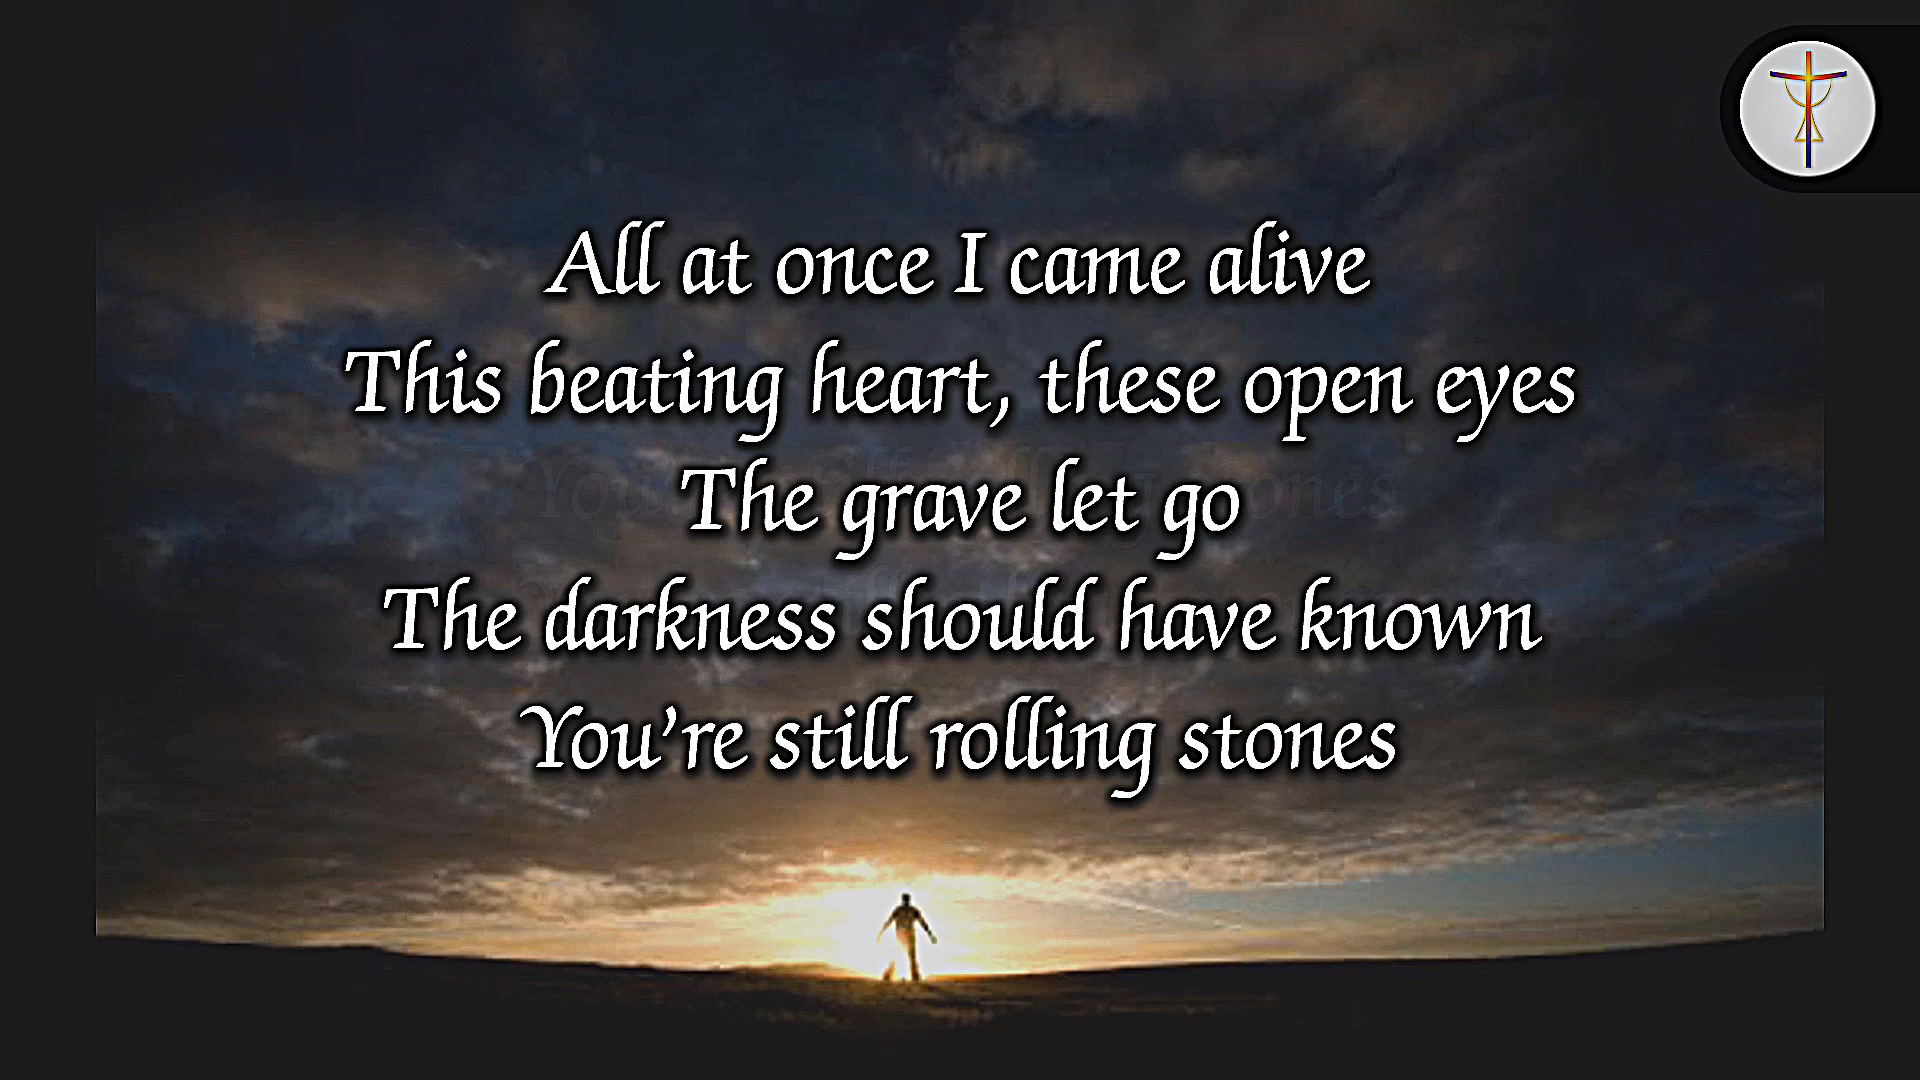 All at once I came alive
This beating heart, these open eyes
The grave let go
The darkness should have known
You're still rolling stones